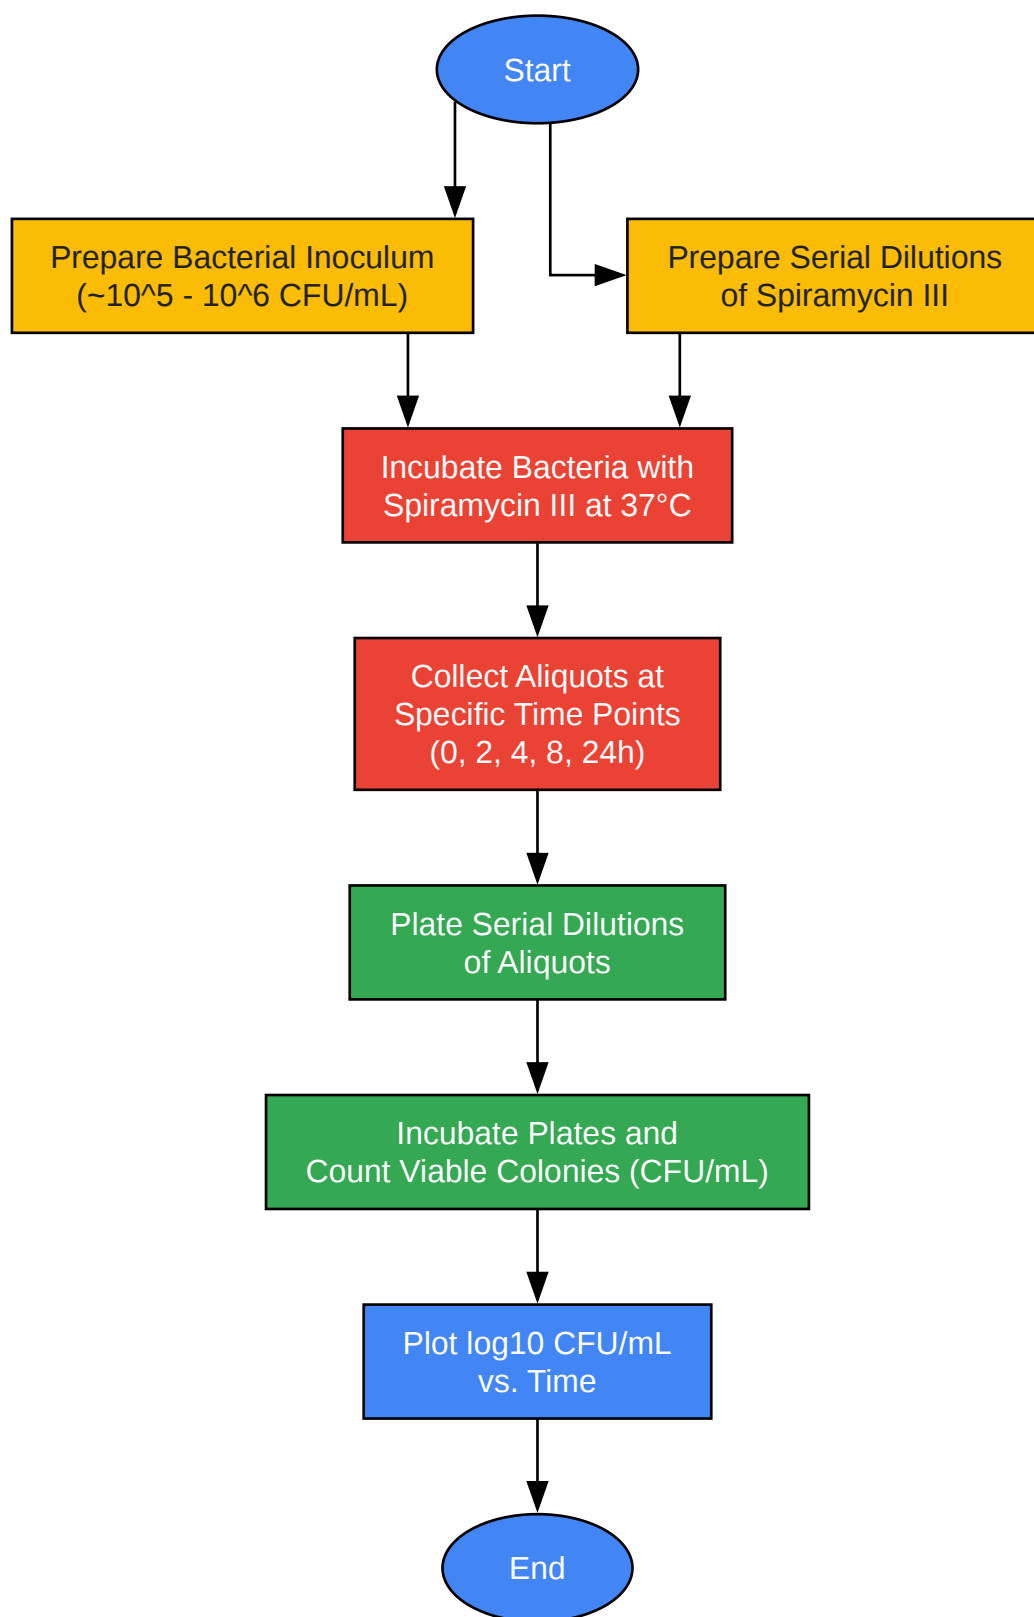 Start
Prepare Bacterial Inoculum
(~10^5 - 10^6 CFU/mL)
Prepare Serial Dilutions
of Spiramycin III
Incubate Bacteria with
Spiramycin III at 37°C
Collect Aliquots at
Specific Time Points
(0, 2, 4, 8, 24h)
Plate Serial Dilutions
of Aliquots
Incubate Plates and
Count Viable Colonies (CFU/mL)
Plot log10 CFU/mL
vs. Time
End